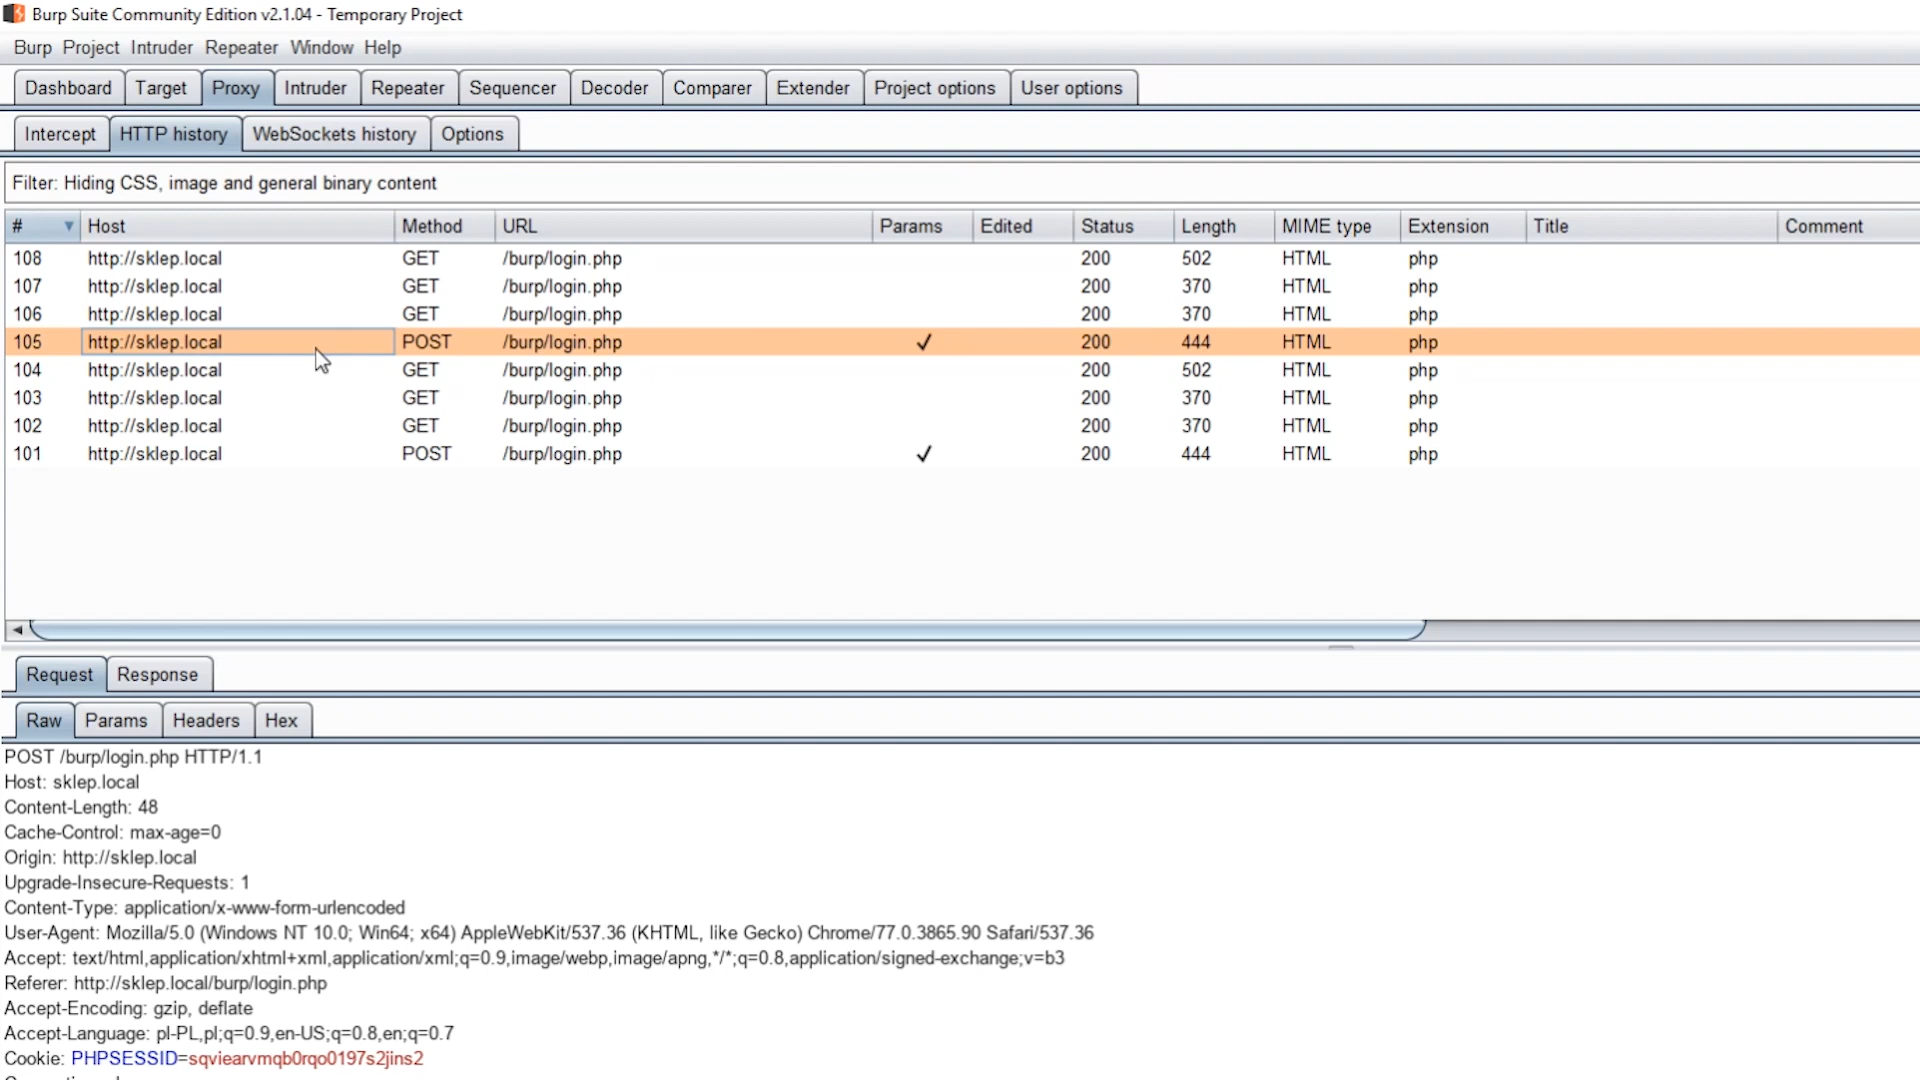 Burp Suite Community Edition v2.1.04 - Temporary Project
Burp Project Intruder Repeater Window Help
Dashboard Target Proxy Intruder Repeater Sequencer Decoder Comparer Extender Project options User options
Intercept HTTP history WebSockets history Options
Filter: Hiding CSS, image and general binary content
# Host Method URL Params Edited Status Length MIME type Extension Title Comment
108 http://sklep.local GET /burp/login.php 200 502 HTML php
107 http://sklep.local GET /burp/login.php 200 370 HTML php
106 http://sklep.local GET /burp/login.php 200 370 HTML php
105 http://sklep.local POST /burp/login.php ✓ 200 444 HTML php
104 http://sklep.local GET /burp/login.php 200 502 HTML php
103 http://sklep.local GET /burp/login.php 200 370 HTML php
102 http://sklep.local GET /burp/login.php 200 370 HTML php
101 http://sklep.local POST /burp/login.php ✓ 200 444 HTML php
Request Response
Raw Params Headers Hex
POST /burp/login.php HTTP/1.1
Host: sklep.local
Content-Length: 48
Cache-Control: max-age=0
Origin: http://sklep.local
Upgrade-Insecure-Requests: 1
Content-Type: application/x-www-form-urlencoded
User-Agent: Mozilla/5.0 (Windows NT 10.0; Win64; x64) AppleWebKit/537.36 (KHTML, like Gecko) Chrome/77.0.3865.90 Safari/537.36
Accept: text/html,application/xhtml+xml,application/xml;q=0.9,image/webp,image/apng,*/*;q=0.8,application/signed-exchange;v=b3
Referer: http://sklep.local/burp/login.php
Accept-Encoding: gzip, deflate
Accept-Language: pl-PL,pl;q=0.9,en-US;q=0.8,en;q=0.7
Cookie: PHPSESSID=sqviearvmqb0rqo0197s2jins2